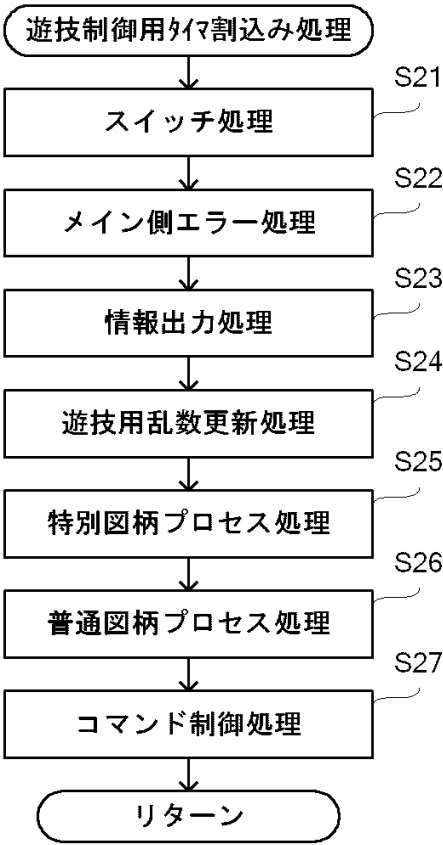 遊技制御用ﾀｲﾏ割込み処理
S21
スイッチ処理
S22
メイン側エラー処理
S23
情報出力処理
S24
遊技用乱数更新処理
S25
特別図柄プロセス処理
S26
普通図柄プロセス処理
S27
コマンド制御処理
リターン